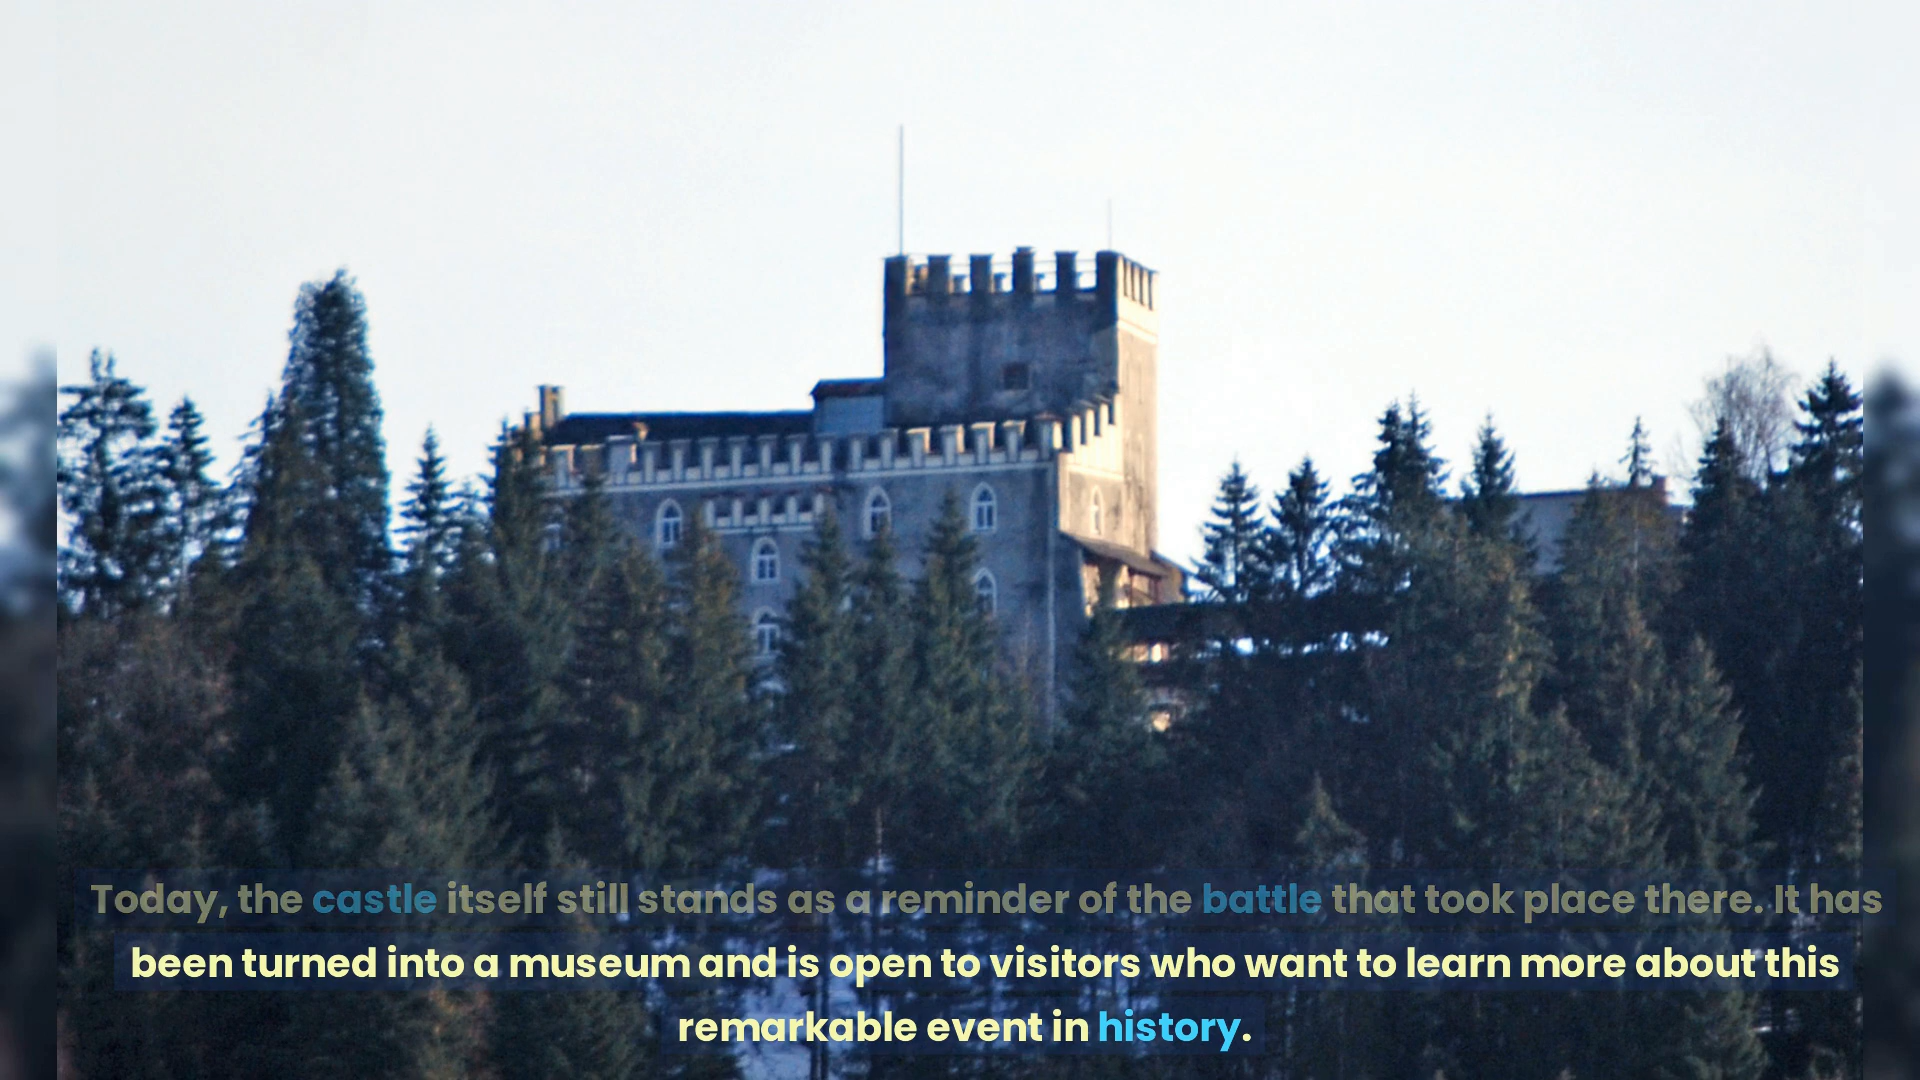 Today, the castle itself still stands as a reminder of the battle that took place there. It has
been turned into a museum and is open to visitors who want to learn more about this
remarkable event in history.